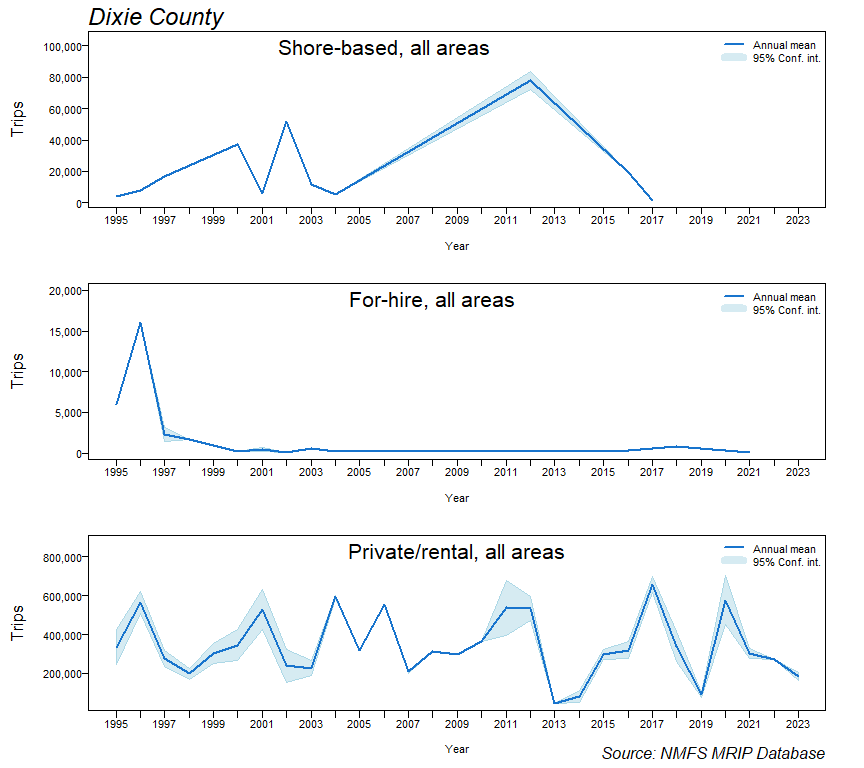 Dixie County
Shore-based, all areas
Annual mean
95% Conf. int.
Trips
100,000
80,000
60,000
40,000
20,000
0
1995 1997 1999 2001 2003 2005 2007 2009 2011 2013 2015 2017 2019 2021 2023
Year
For-hire, all areas
Annual mean
95% Conf. int.
Trips
20,000
15,000
10,000
5,000
0
1995 1997 1999 2001 2003 2005 2007 2009 2011 2013 2015 2017 2019 2021 2023
Year
Private/rental, all areas
Annual mean
95% Conf. int.
Trips
800,000
600,000
400,000
200,000
1995 1997 1999 2001 2003 2005 2007 2009 2011 2013 2015 2017 2019 2021 2023
Year
Source: NMFS MRIP Database